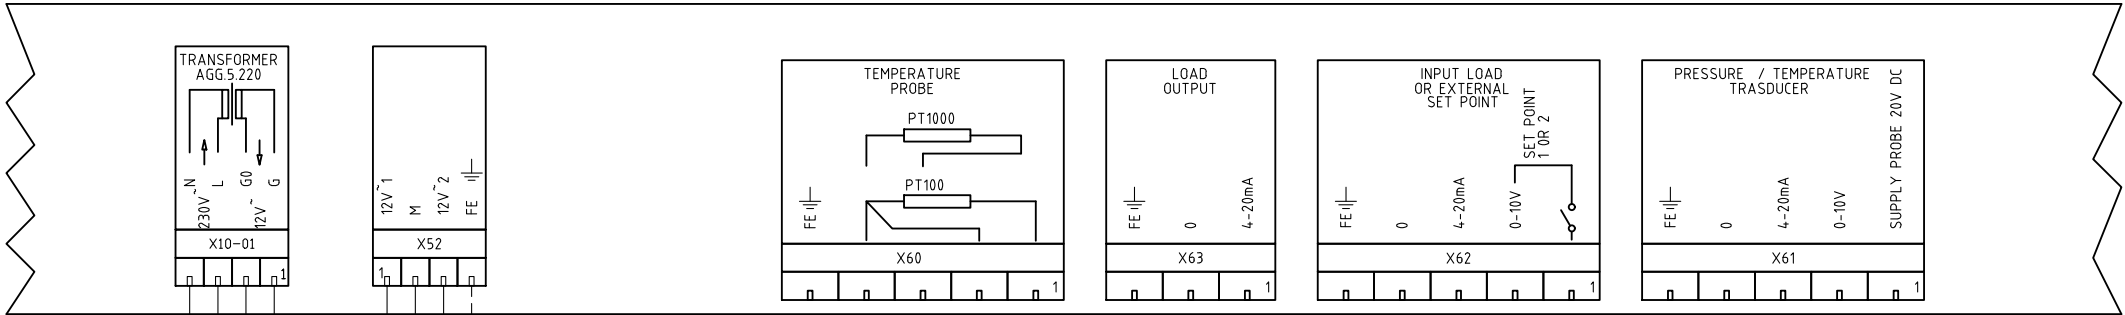 TRANSFORMER
AGG.5.220
N
230V~
L
G0
12V~
G
X10-01
1
12V~1
M
12V~2
FE
X52
1
TEMPERATURE
PROBE
PT1000
PT100
FE
X60
1
LOAD
OUTPUT
FE
0
4-20mA
X63
1
INPUT LOAD
OR EXTERNAL
SET POINT
SET POINT
1 OR 2
FE
0
4-20mA
0-10V
X62
1
PRESSURE / TEMPERATURE
TRASDUCER
FE
0
4-20mA
0-10V
SUPPLY PROBE 20V DC
X61
1